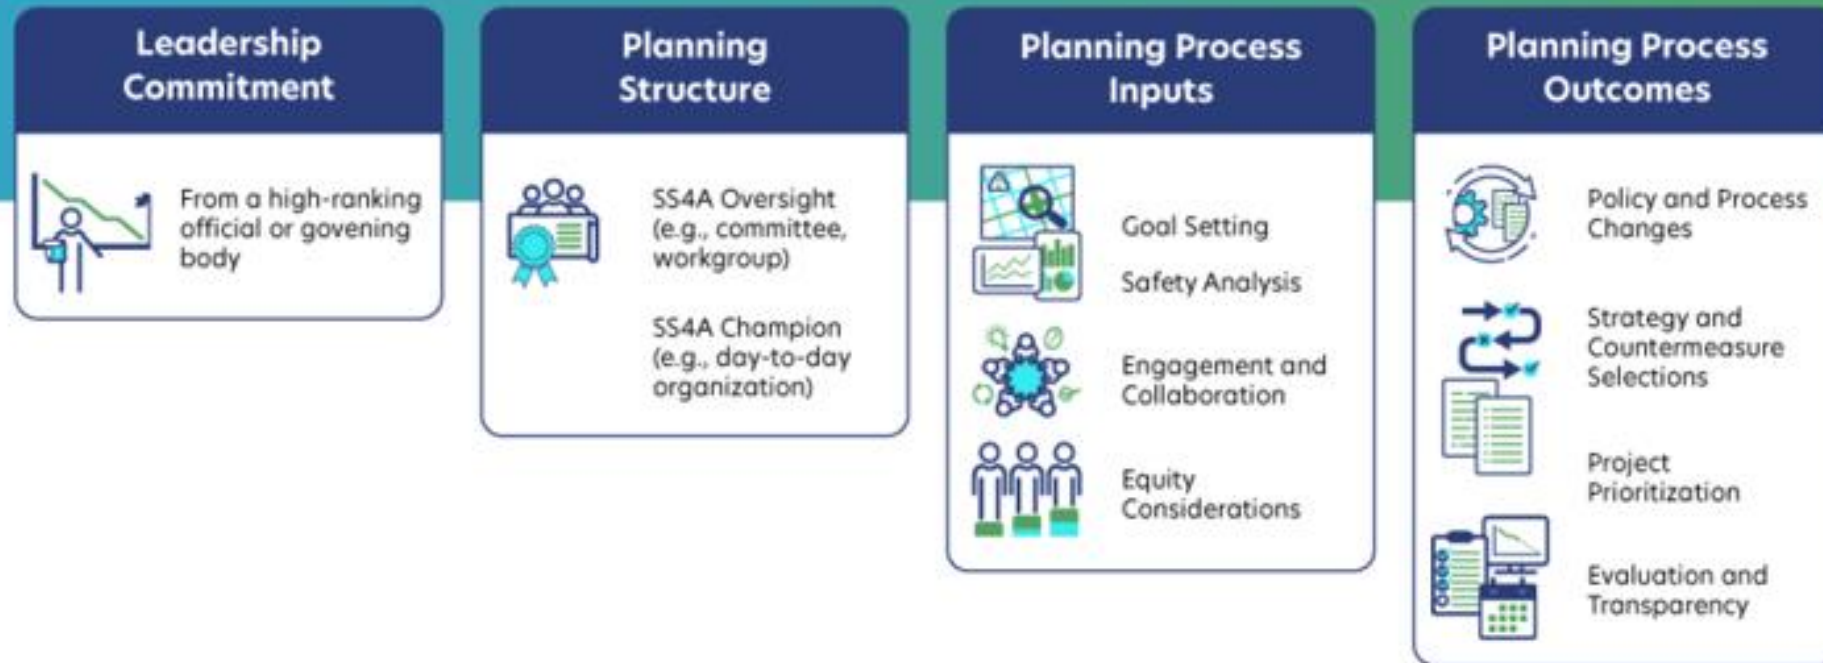 Leadership
Commitment
From a high-ranking
official or govening
body
Planning
Structure
SS4A Oversight
(e.g., committee,
workgroup)
SS4A Champion
(e.g., day-to-day
organization)
Planning Process
Inputs
Goal Setting
Safety Analysis
Engagement and
Collaboration
Equity
Considerations
Planning Process
Outcomes
Policy and Process
Changes
Strategy and
Countermeasure
Selections
Project
Prioritization
Evaluation and
Transparency